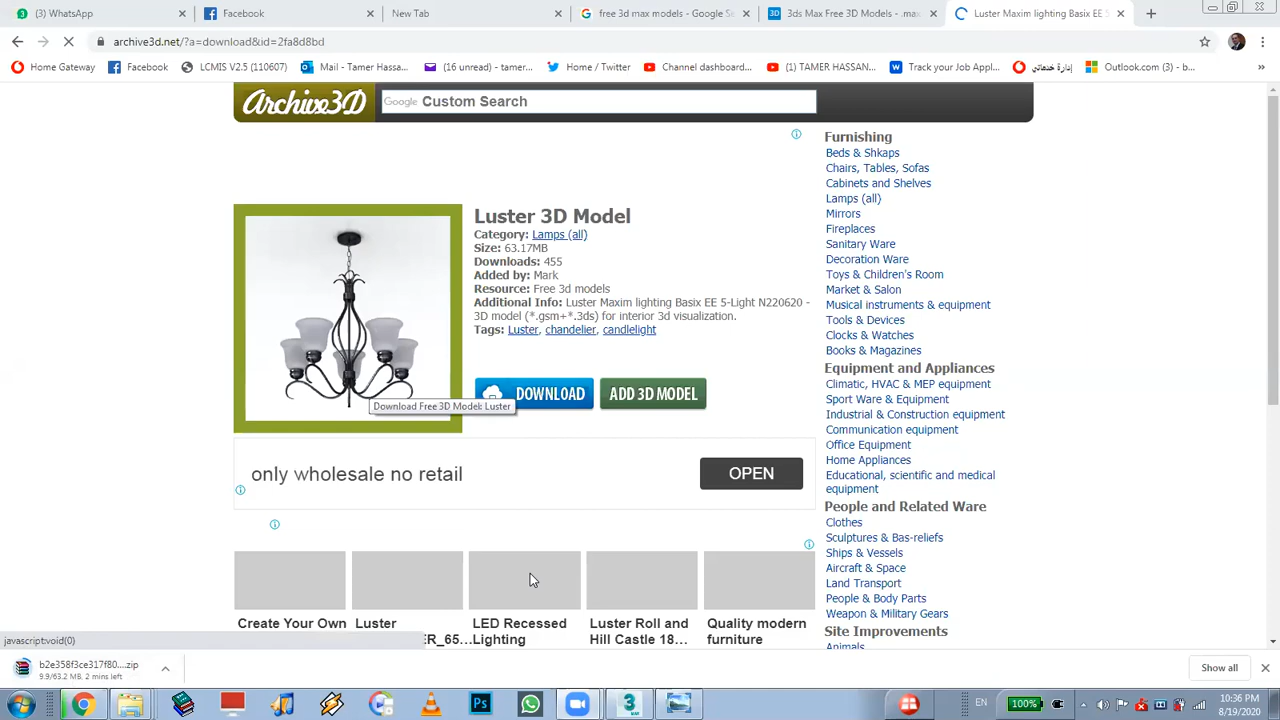 (3) WhatsApp
Facebook
New Tab
free 3d max models - Google Se
3ds Max Free 3D Models - .max
Luster Maxim lighting Basix EE 5
archive3d.net/?a=download&id=2fa8d8bd
Home Gateway
Facebook
LCMIS V2.5 (110607)
Mail - Tamer Hassa...
(16 unread) - tamer...
Home / Twitter
Channel dashboard...
(1) TAMER HASSAN...
Track your Job Appl...
إدارة خدماتي
Outlook.com (3) - b...
»
Archive3D
Google Custom Search
Luster 3D Model
Category: Lamps (all)
Size: 63.17MB
Downloads: 455
Added by: Mark
Resource: Free 3d models
Additional Info: Luster Maxim lighting Basix EE 5-Light N220620 -
3D model (*.gsm+*.3ds) for interior 3d visualization.
Tags: Luster, chandelier, candlelight
DOWNLOAD
ADD 3D MODEL
Download Free 3D Model: Luster
only wholesale no retail
OPEN
Create Your Own
Luster
ER_65...
LED Recessed
Lighting
Luster Roll and
Hill Castle 18...
Quality modern
furniture
Furnishing
Beds & Shkaps
Chairs, Tables, Sofas
Cabinets and Shelves
Lamps (all)
Mirrors
Fireplaces
Sanitary Ware
Decoration Ware
Toys & Children's Room
Market & Salon
Musical instruments & equipment
Tools & Devices
Clocks & Watches
Books & Magazines
Equipment and Appliances
Climatic, HVAC & MEP equipment
Sport Ware & Equipment
Industrial & Construction equipment
Communication equipment
Office Equipment
Home Appliances
Educational, scientific and medical
equipment
People and Related Ware
Clothes
Sculptures & Bas-reliefs
Ships & Vessels
Aircraft & Space
Land Transport
People & Body Parts
Weapon & Military Gears
Site Improvements
Animals
javascript:void(0)
b2e358f3ce317f80....zip
9.9/63.2 MB, 2 mins left
Show all
Ps
3
EN
100%
10:36 PM
8/19/2020